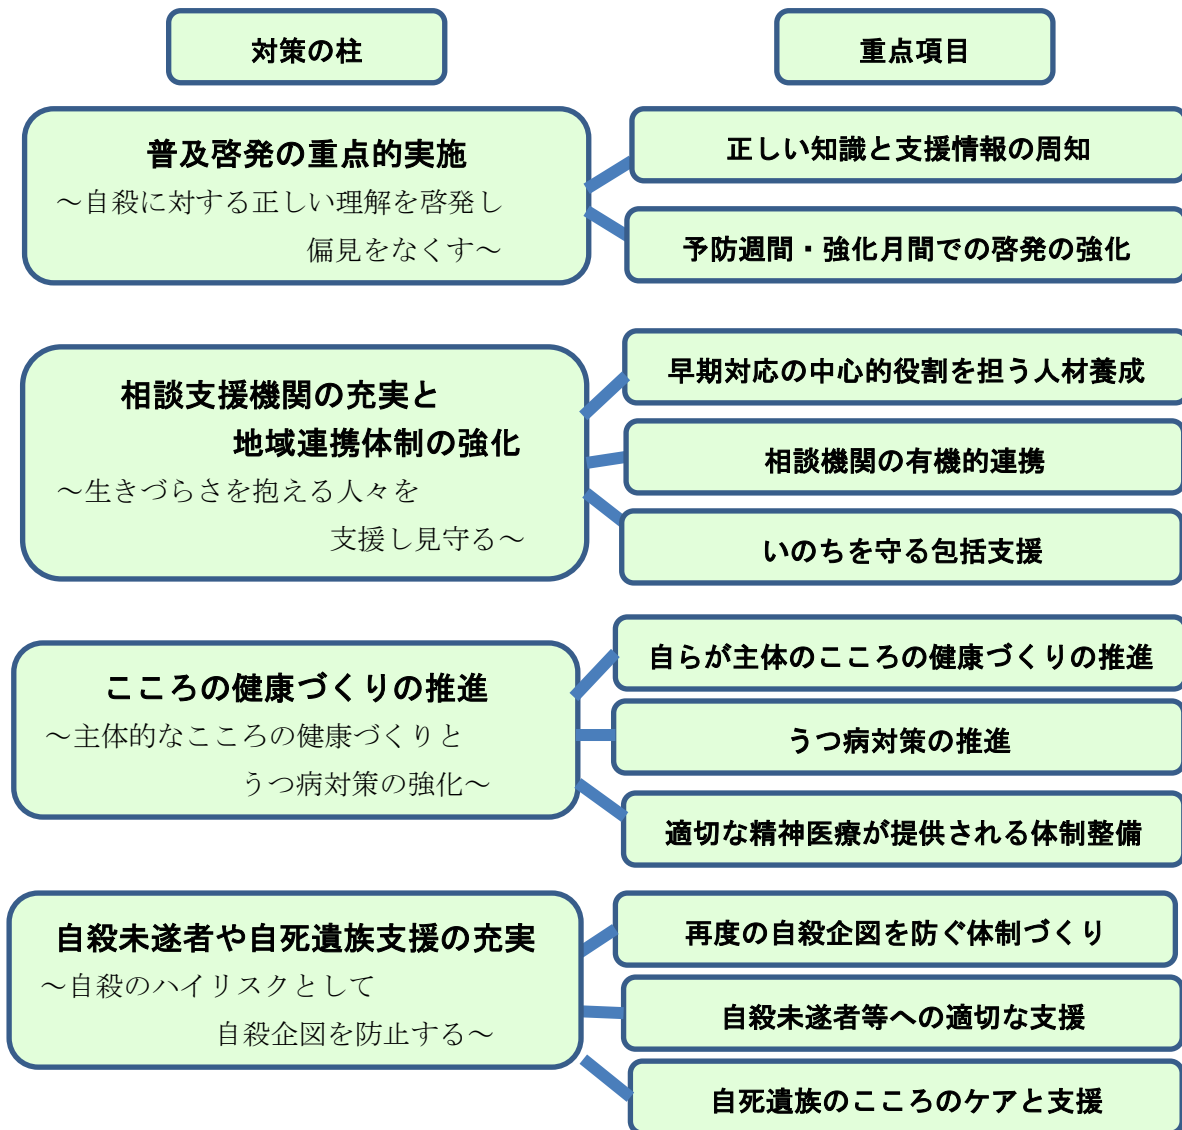 対策の柱
重点項目
普及啓発の重点的実施
～自殺に対する正しい理解を啓発し
偏見をなくす～
正しい知識と支援情報の周知
予防週間・強化月間での啓発の強化
相談支援機関の充実と
地域連携体制の強化
～生きづらさを抱える人々を
支援し見守る～
早期対応の中心的役割を担う人材養成
相談機関の有機的連携
いのちを守る包括支援
こころの健康づくりの推進
～主体的なこころの健康づくりと
うつ病対策の強化～
自らが主体のこころの健康づくりの推進
うつ病対策の推進
適切な精神医療が提供される体制整備
自殺未遂者や自死遺族支援の充実
～自殺のハイリスクとして
自殺企図を防止する～
再度の自殺企図を防ぐ体制づくり
自殺未遂者等への適切な支援
自死遺族のこころのケアと支援